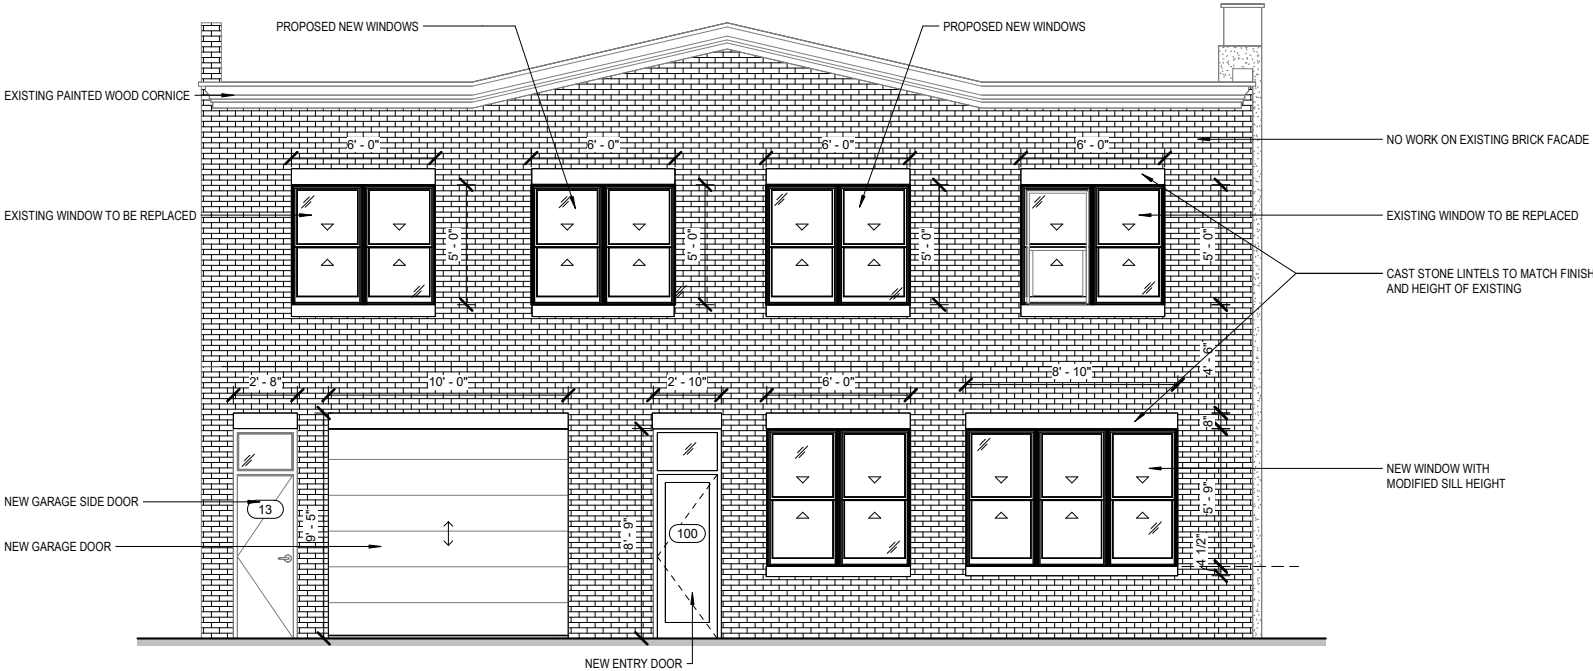 PROPOSED NEW WINDOWS
PROPOSED NEW WINDOWS
EXISTING PAINTED WOOD CORNICE
NO WORK ON EXISTING BRICK FACADE
6' - 0"
6' - 0"
6' - 0"
6' - 0"
EXISTING WINDOW TO BE REPLACED
EXISTING WINDOW TO BE REPLACED
5' - 0"
5' - 0"
5' - 0"
5' - 0"
CAST STONE LINTELS TO MATCH FINISH
AND HEIGHT OF EXISTING
4' - 6"
2' - 8"
10' - 0"
2' - 10"
6' - 0"
8' - 10"
8"
NEW WINDOW WITH
MODIFIED SILL HEIGHT
NEW GARAGE SIDE DOOR
13
9' - 5"
8' - 9"
100
5' - 9"
NEW GARAGE DOOR
4 1/2"
NEW ENTRY DOOR